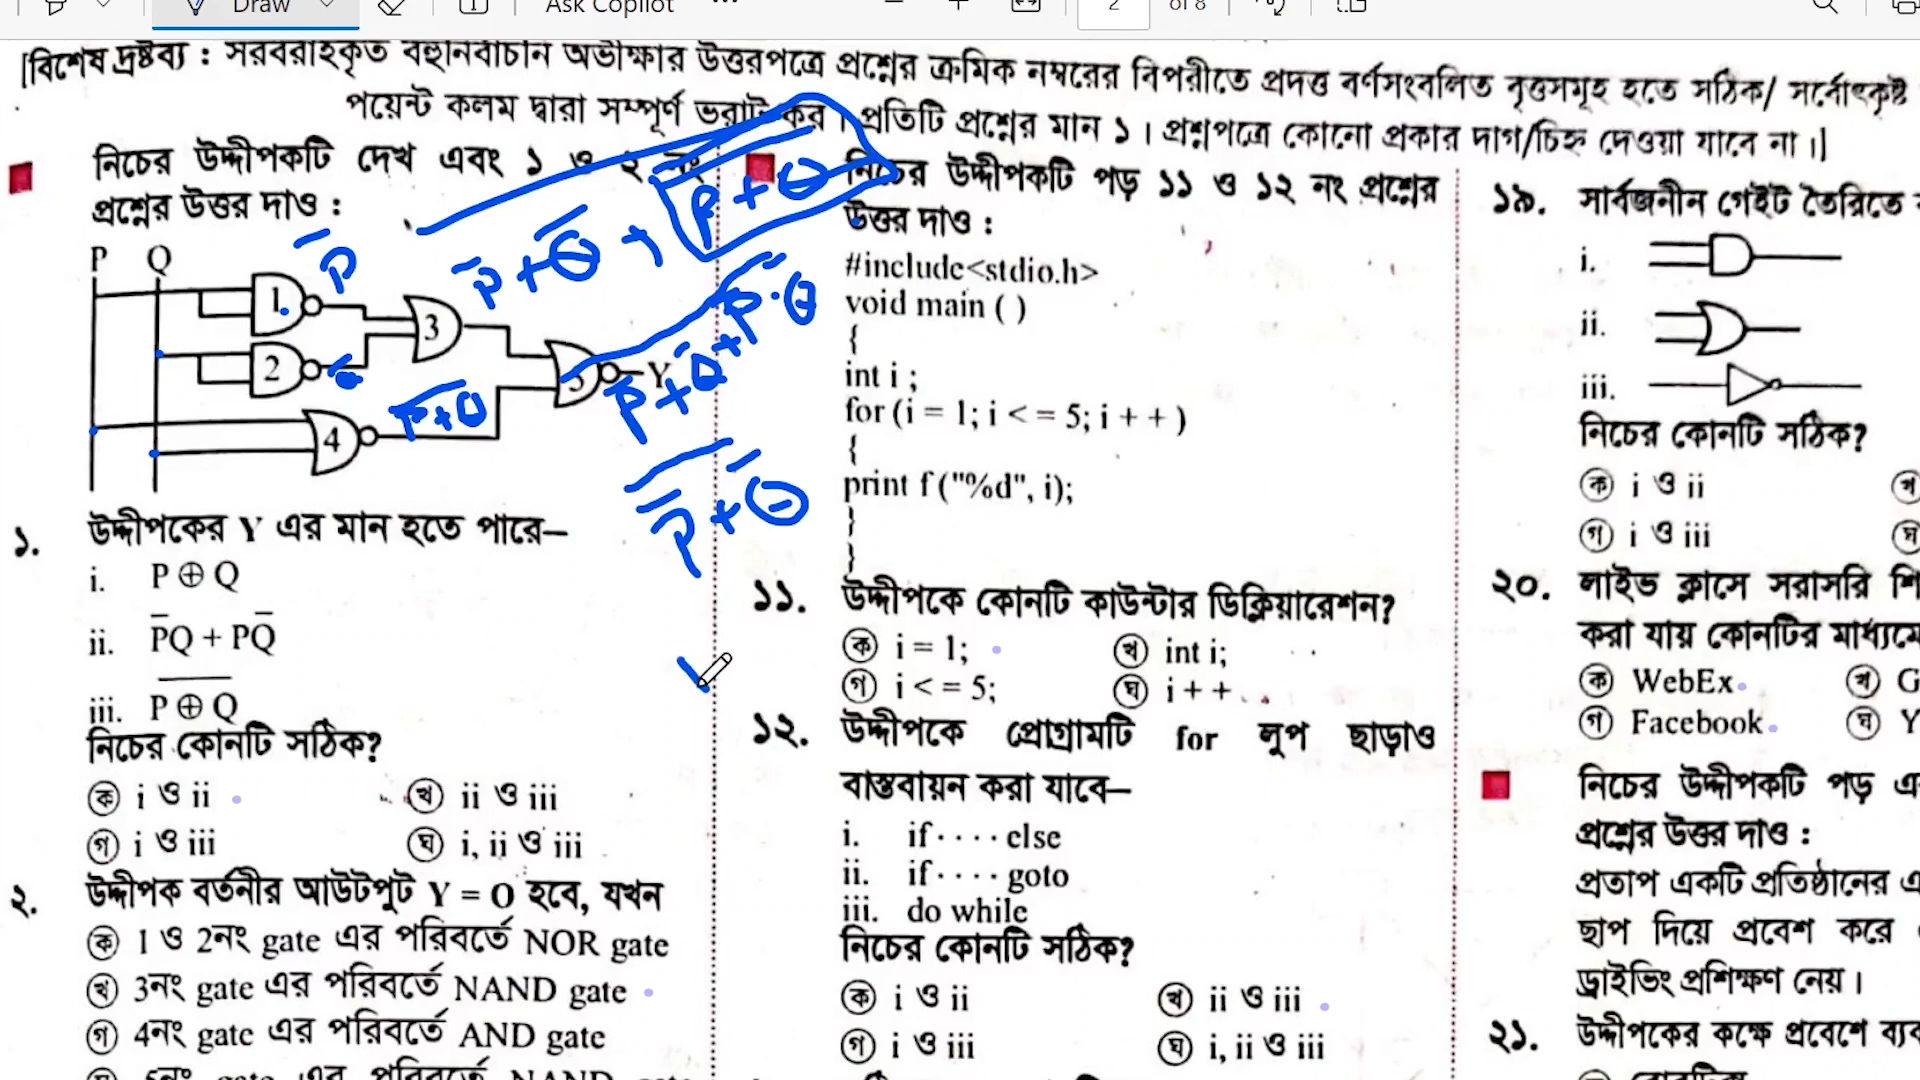 Draw
Ask Copilot
2 of 8
[বিশেষ দ্রষ্টব্য : সরবরাহকৃত বহুনির্বাচনি অভীক্ষার উত্তরপত্রে প্রশ্নের ক্রমিক নম্বরের বিপরীতে প্রদত্ত বর্ণসংবলিত বৃত্তসমূহ হতে সঠিক/ সর্বোৎকৃষ্ট
পয়েন্ট কলম দ্বারা সম্পূর্ণ ভরাট কর। প্রতিটি প্রশ্নের মান ১। প্রশ্নপত্রে কোনো প্রকার দাগ/চিহ্ন দেওয়া যাবে না।]
নিচের উদ্দীপকটি দেখ এবং ১ ও ২ নং
প্রশ্নের উত্তর দাও :
P Q
1
2
3
4
5
Y
P̅
Q̅
P̅ + Q̅ + P + Q
P + Q
P̅ + Q̅ + P̅ . Q̅
P̅ + Q̅
১. উদ্দীপকের Y এর মান হতে পারে–
i. P ⊕ Q
ii. P̅Q + PQ̅
iii. P̅ ⊕̅ Q̅
নিচের কোনটি সঠিক?
ক i ও ii
খ ii ও iii
গ i ও iii
ঘ i, ii ও iii
২. উদ্দীপক বর্তনীর আউটপুট Y = 0 হবে, যখন
ক 1 ও 2নং gate এর পরিবর্তে NOR gate
খ 3নং gate এর পরিবর্তে NAND gate
গ 4নং gate এর পরিবর্তে AND gate
নিচের উদ্দীপকটি পড় ১১ ও ১২ নং প্রশ্নের
উত্তর দাও :
#include<stdio.h>
void main ( )
{
int i ;
for (i = 1; i < = 5; i + + )
{
print f ("%d", i);
}
}
১১. উদ্দীপকে কোনটি কাউন্টার ডিক্লিয়ারেশন?
ক i = 1;
খ int i;
গ i < = 5;
ঘ i + +
১২. উদ্দীপকে প্রোগ্রামটি for লুপ ছাড়াও
বাস্তবায়ন করা যাবে–
i. if · · · · else
ii. if · · · · goto
iii. do while
নিচের কোনটি সঠিক?
ক i ও ii
খ ii ও iii
গ i ও iii
ঘ i, ii ও iii
১৯. সার্বজনীন গেইট তৈরিতে
i.
ii.
iii.
নিচের কোনটি সঠিক?
ক i ও ii
খ
গ i ও iii
ঘ
২০. লাইভ ক্লাসে সরাসরি
করা যায় কোনটির মাধ্যমে
ক WebEx
খ G
গ Facebook
ঘ Y
নিচের উদ্দীপকটি পড়
প্রশ্নের উত্তর দাও :
প্রতাপ একটি প্রতিষ্ঠানের
ছাপ দিয়ে প্রবেশ করে
ড্রাইভিং প্রশিক্ষণ নেয়।
২১. উদ্দীপকের কক্ষে প্রবেশে